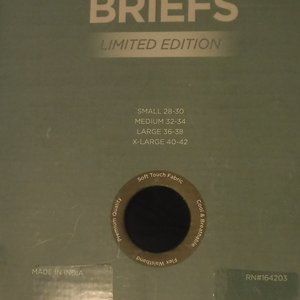 BRIEFS
LIMITED EDITION
SMALL 28-30
MEDIUM 32-34
LARGE 36-38
X-LARGE 40-42
Soft Touch Fabric
Cool & Breathable
Flex Waistband
Premium Quality
MADE IN INDIA
RN#164203